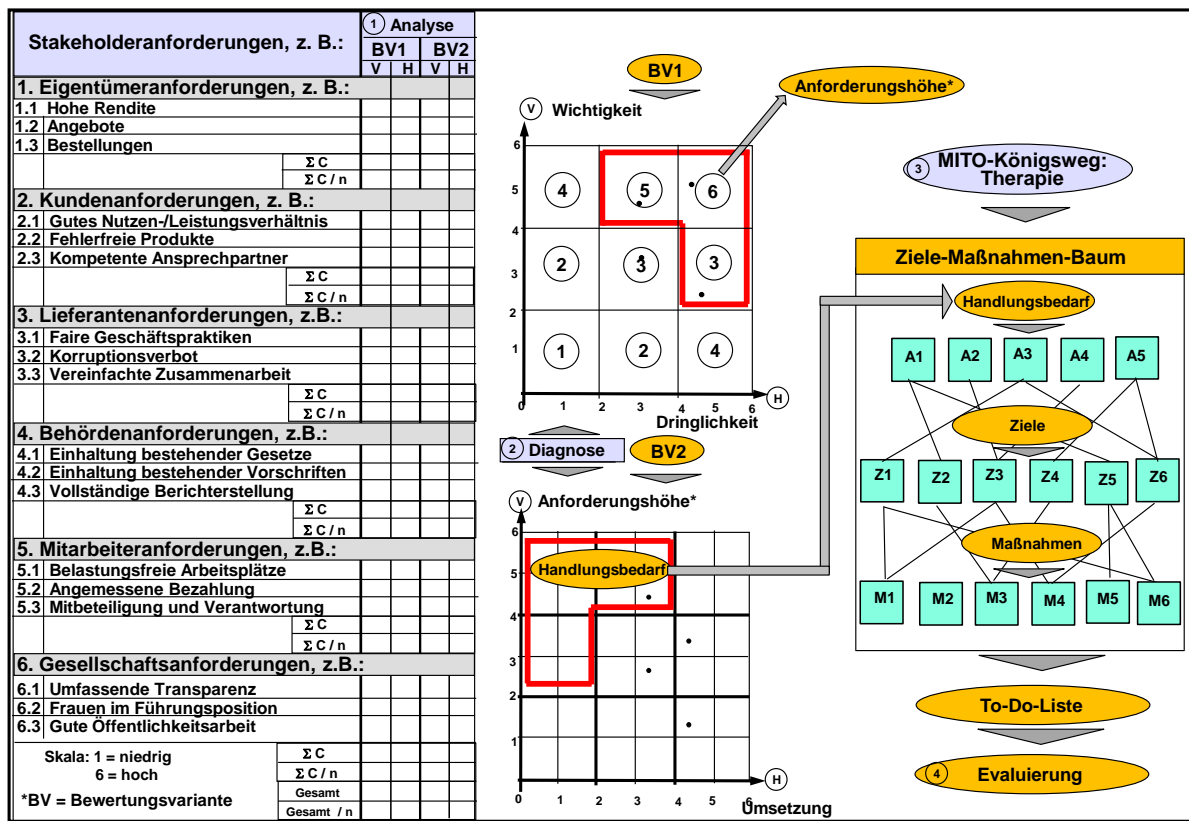 Stakeholderanforderungen, z. B.:
1 Analyse
BV1 BV2
V H V H
1. Eigentümeranforderungen, z. B.:
1.1 Hohe Rendite
1.2 Angebote
1.3 Bestellungen
Σ C
Σ C / n
2. Kundenanforderungen, z. B.:
2.1 Gutes Nutzen-/Leistungsverhältnis
2.2 Fehlerfreie Produkte
2.3 Kompetente Ansprechpartner
Σ C
Σ C / n
3. Lieferantenanforderungen, z.B.:
3.1 Faire Geschäftspraktiken
3.2 Korruptionsverbot
3.3 Vereinfachte Zusammenarbeit
Σ C
Σ C / n
4. Behördenanforderungen, z.B.:
4.1 Einhaltung bestehender Gesetze
4.2 Einhaltung bestehender Vorschriften
4.3 Vollständige Berichterstellung
Σ C
Σ C / n
5. Mitarbeiteranforderungen, z.B.:
5.1 Belastungsfreie Arbeitsplätze
5.2 Angemessene Bezahlung
5.3 Mitbeteiligung und Verantwortung
Σ C
Σ C / n
6. Gesellschaftsanforderungen, z.B.:
6.1 Umfassende Transparenz
6.2 Frauen im Führungsposition
6.3 Gute Öffentlichkeitsarbeit
Σ C
Σ C / n
Gesamt
Gesamt / n
Skala: 1 = niedrig
6 = hoch
*BV = Bewertungsvariante
BV1
Anforderungshöhe*
V Wichtigkeit
6
5
4
3
2
1
0
4 5 6
2 3 3
1 2 4
1 2 3 4 5 6
H
Dringlichkeit
2 Diagnose
BV2
V Anforderungshöhe*
6
5
4
3
2
1
0
Handlungsbedarf
1 2 3 4 5 6
H
Umsetzung
3 MITO-Königsweg:
Therapie
Ziele-Maßnahmen-Baum
Handlungsbedarf
A1 A2 A3 A4 A5
Ziele
Z1 Z2 Z3 Z4 Z5 Z6
Maßnahmen
M1 M2 M3 M4 M5 M6
To-Do-Liste
4 Evaluierung